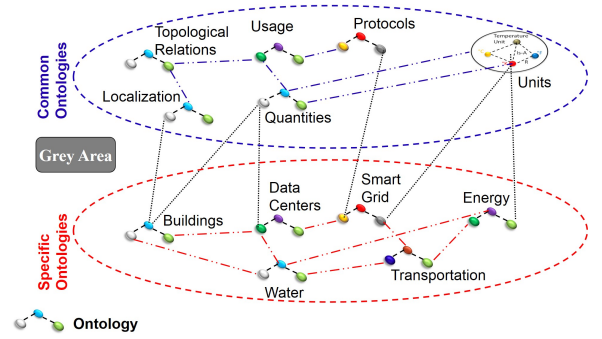 Topological
Relations
Usage
Protocols
Temperature
Unit
Is-A
Units
Common
Ontologies
Localization
Quantities
Grey Area
Buildings
Data
Centers
Smart
Grid
Energy
Specific
Ontologies
Water
Transportation
Ontology